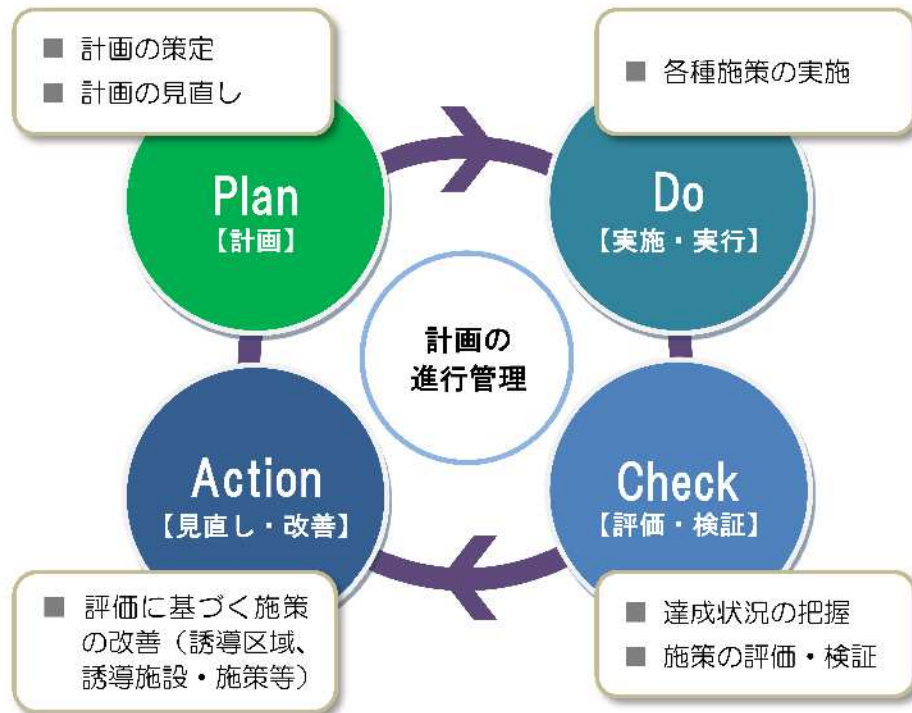 ■ 計画の策定
■ 計画の見直し
Plan
【計画】
■ 各種施策の実施
Do
【実施・実行】
計画の
進行管理
Action
【見直し・改善】
■ 評価に基づく施策
の改善（誘導区域、
誘導施設・施策等）
Check
【評価・検証】
■ 達成状況の把握
■ 施策の評価・検証